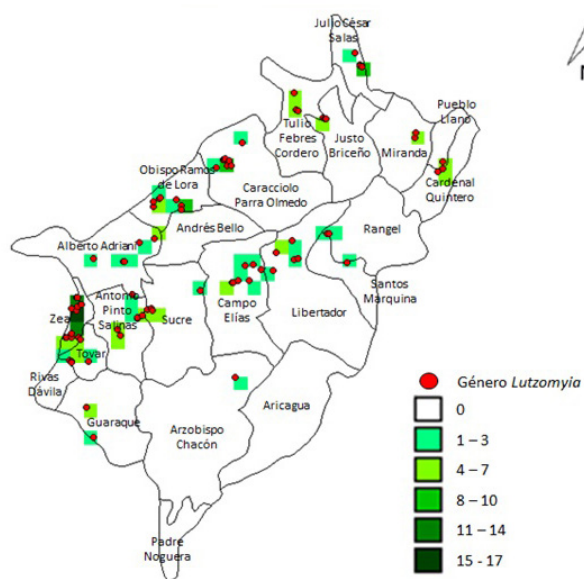 Julio César
Salas
N
Pueblo
Llano
Tulio
Febres
Cordero
Justo
Briceño
Miranda
Cardenal
Quintero
Obispo Ramos
de Lora
Caracciolo
Parra Olmedo
Andrés Bello
Rangel
Alberto Adriani
Santos
Marquina
Antonio
Pinto
Salinas
Zea
Sucre
Campo
Elías
Libertador
Tovar
Rivas
Dávila
Guaraque
Arzobispo
Chacón
Aricagua
Padre
Noguera
Género Lutzomyia
0
1 – 3
4 – 7
8 – 10
11 – 14
15 - 17